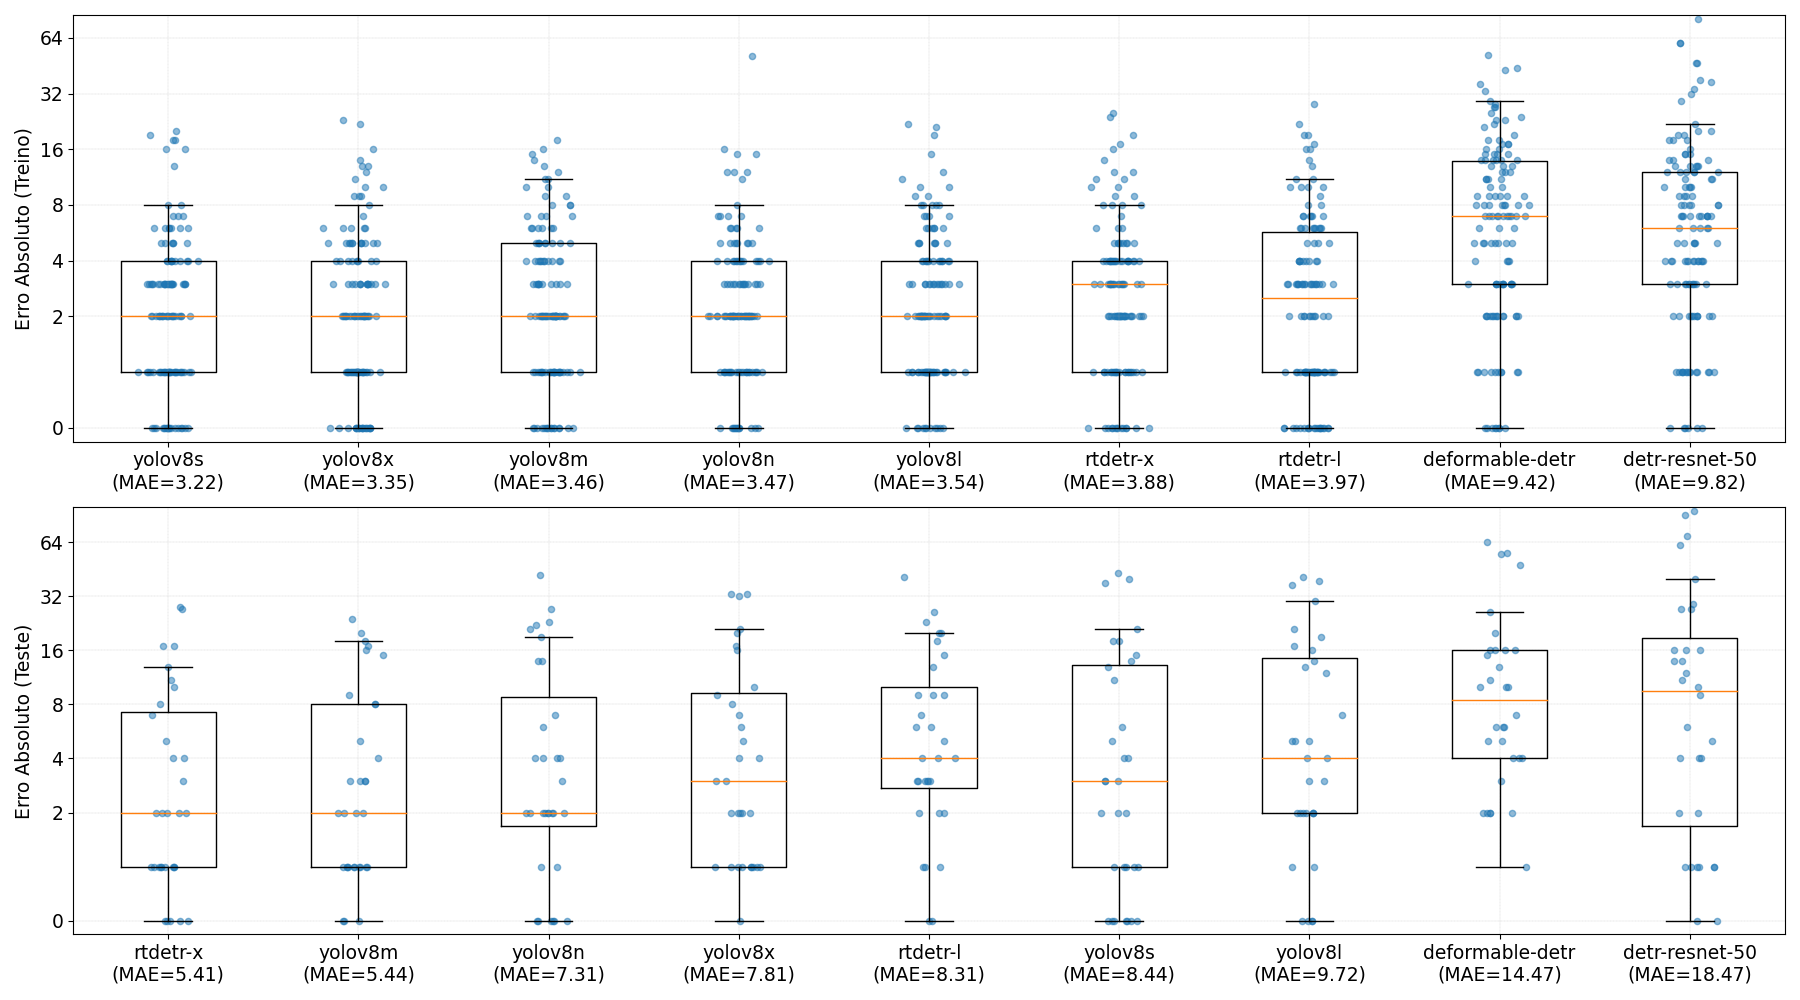 Erro Absoluto (Treino)
64
32
16
8
4
2
0
yolov8s yolov8x yolov8m yolov8n yolov8l rtdetr-x rtdetr-l deformable-detr detr-resnet-50
(MAE=3.22) (MAE=3.35) (MAE=3.46) (MAE=3.47) (MAE=3.54) (MAE=3.88) (MAE=3.97) (MAE=9.42) (MAE=9.82)
Erro Absoluto (Teste)
64
32
16
8
4
2
0
rtdetr-x yolov8m yolov8n yolov8x rtdetr-l yolov8s yolov8l deformable-detr detr-resnet-50
(MAE=5.41) (MAE=5.44) (MAE=7.31) (MAE=7.81) (MAE=8.31) (MAE=8.44) (MAE=9.72) (MAE=14.47) (MAE=18.47)